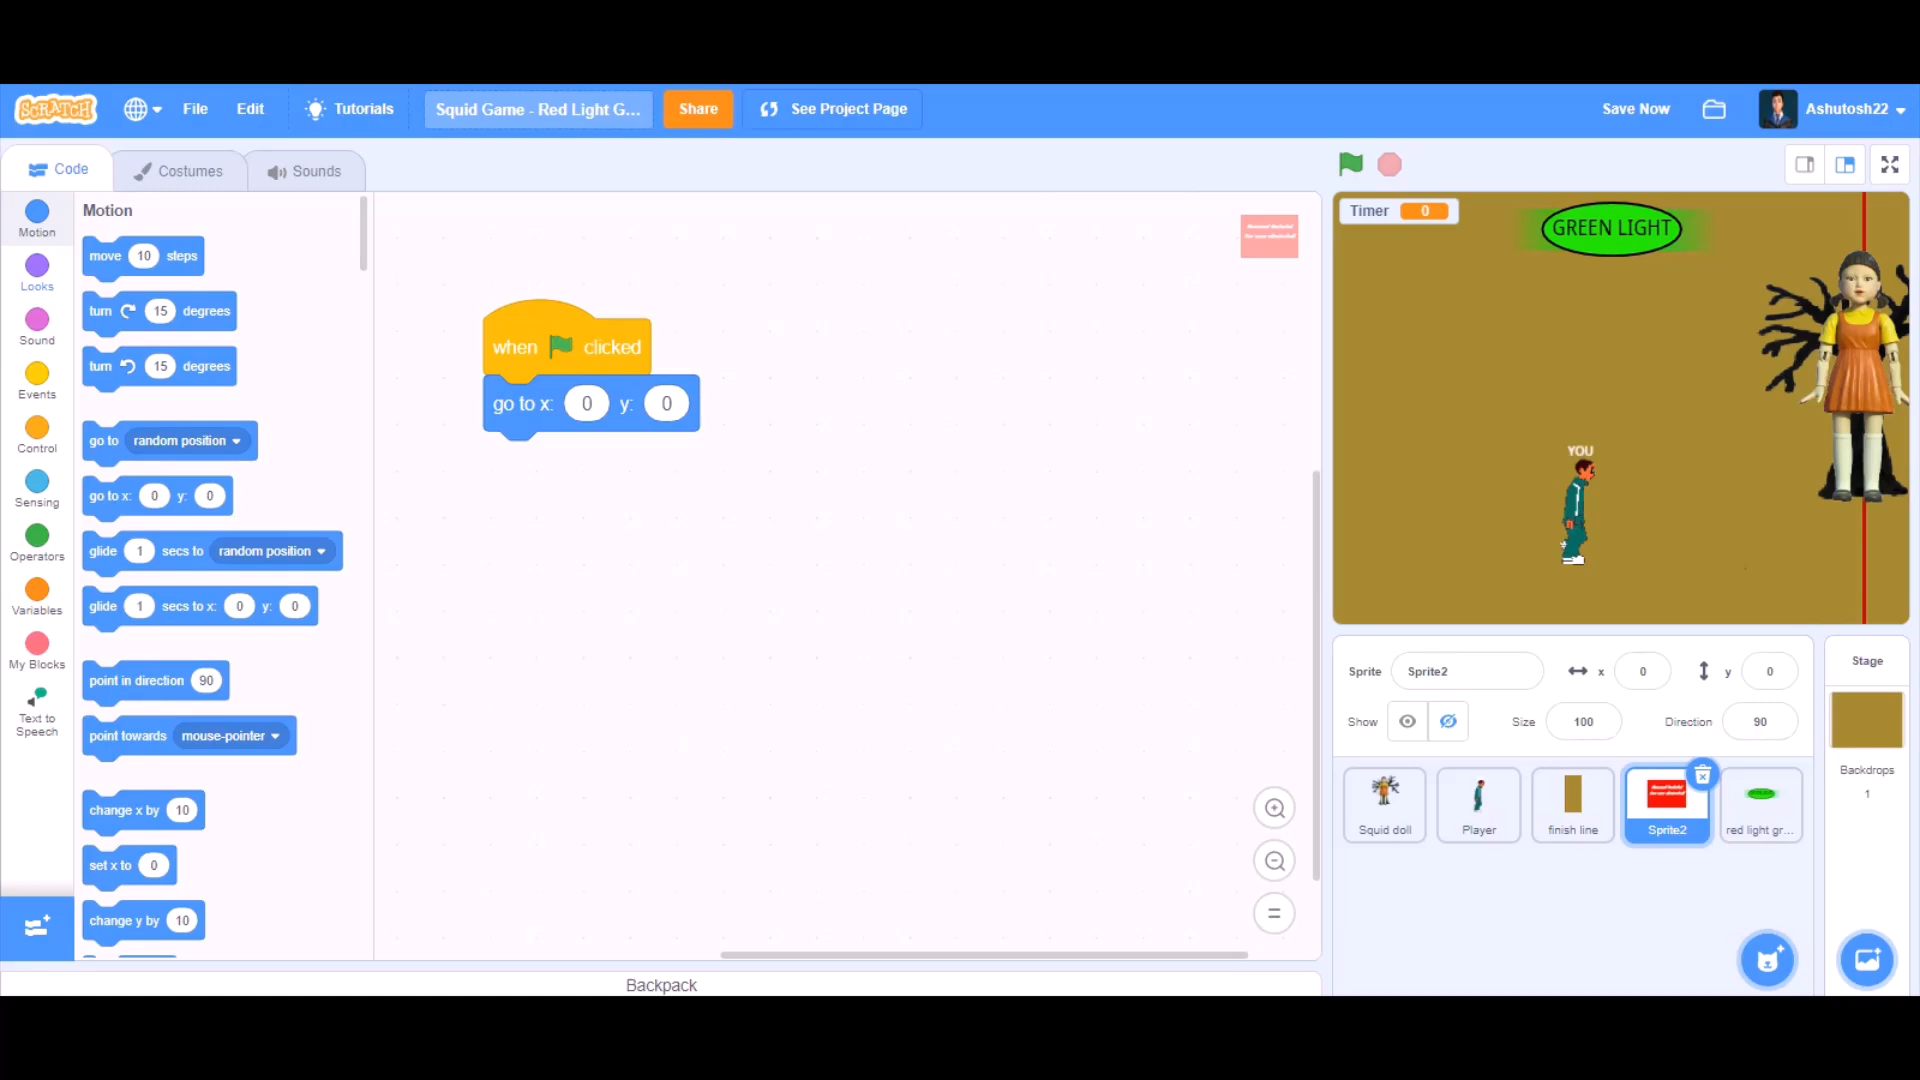 SCRATCH
File
Edit
Tutorials
Squid Game - Red Light G...
Share
See Project Page
Save Now
Ashutosh22
Code
Costumes
Sounds
Motion
Looks
Sound
Events
Control
Sensing
Operators
Variables
My Blocks
Text to
Speech
Motion
move 10 steps
turn 15 degrees
turn 15 degrees
go to random position
go to x: 0 y: 0
glide 1 secs to random position
glide 1 secs to x: 0 y: 0
point in direction 90
point towards mouse-pointer
change x by 10
set x to 0
change y by 10
when clicked
go to x: 0 y: 0
Backpack
Timer 0
GREEN LIGHT
YOU
Sprite Sprite2 x 0 y 0
Show Size 100 Direction 90
Squid doll
Player
finish line
Sprite2
red light gr...
Stage
Backdrops
1